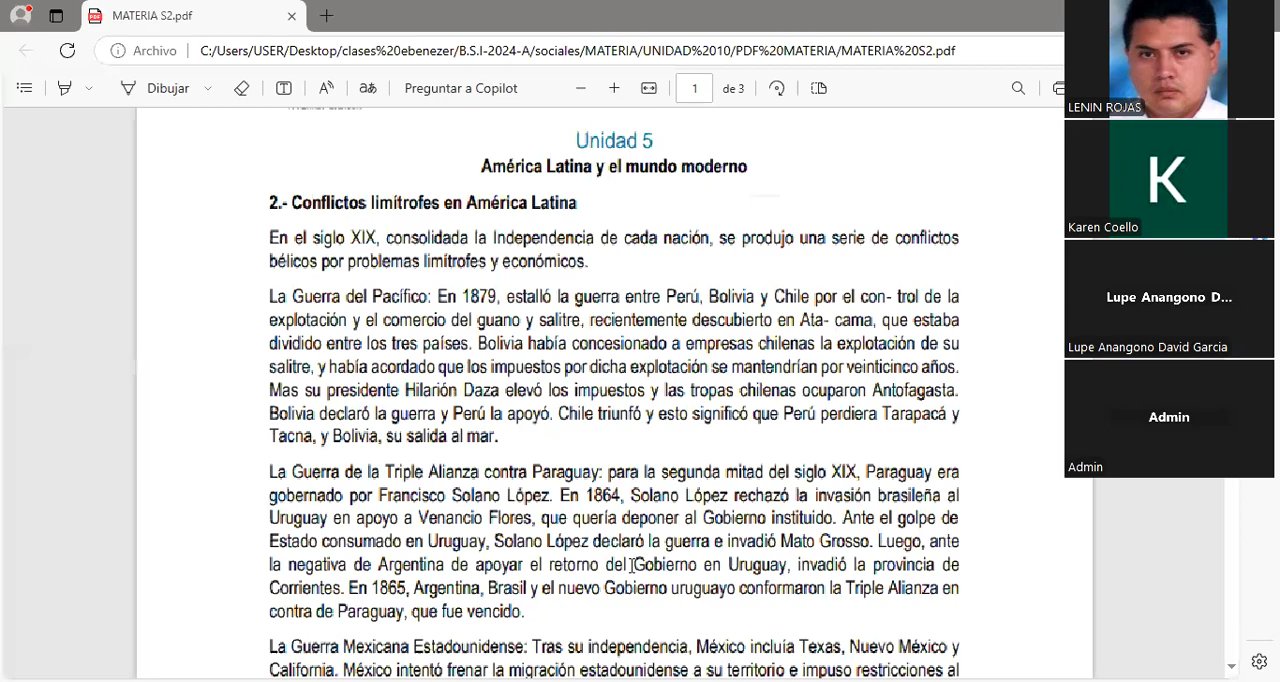 MATERIA S2.pdf
Archivo
C:/Users/USER/Desktop/clases%20ebenezer/B.S.I-2024-A/sociales/MATERIA/UNIDAD%2010/PDF%20MATERIA/MATERIA%20S2.pdf
Dibujar
Preguntar a Copilot
1
de 3
Unidad 5
América Latina y el mundo moderno
2.- Conflictos limítrofes en América Latina
En el siglo XIX, consolidada la Independencia de cada nación, se produjo una serie de conflictos
bélicos por problemas limítrofes y económicos.
La Guerra del Pacífico: En 1879, estalló la guerra entre Perú, Bolivia y Chile por el con- trol de la
explotación y el comercio del guano y salitre, recientemente descubierto en Ata- cama, que estaba
dividido entre los tres países. Bolivia había concesionado a empresas chilenas la explotación de su
salitre, y había acordado que los impuestos por dicha explotación se mantendrían por veinticinco años.
Mas su presidente Hilarión Daza elevó los impuestos y las tropas chilenas ocuparon Antofagasta.
Bolivia declaró la guerra y Perú la apoyó. Chile triunfó y esto significó que Perú perdiera Tarapacá y
Tacna, y Bolivia, su salida al mar.
La Guerra de la Triple Alianza contra Paraguay: para la segunda mitad del siglo XIX, Paraguay era
gobernado por Francisco Solano López. En 1864, Solano López rechazó la invasión brasileña al
Uruguay en apoyo a Venancio Flores, que quería deponer al Gobierno instituido. Ante el golpe de
Estado consumado en Uruguay, Solano López declaró la guerra e invadió Mato Grosso. Luego, ante
la negativa de Argentina de apoyar el retorno del Gobierno en Uruguay, invadió la provincia de
Corrientes. En 1865, Argentina, Brasil y el nuevo Gobierno uruguayo conformaron la Triple Alianza en
contra de Paraguay, que fue vencido.
La Guerra Mexicana Estadounidense: Tras su independencia, México incluía Texas, Nuevo México y
California. México intentó frenar la migración estadounidense a su territorio e impuso restricciones al
LENIN ROJAS
K
Karen Coello
Lupe Anangono D...
Lupe Anangono David Garcia
Admin
Admin